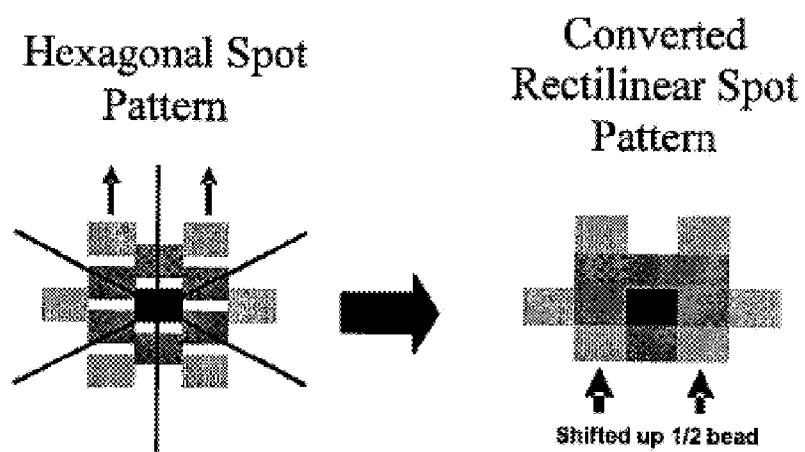 Hexagonal Spot
Pattern
Converted
Rectilinear Spot
Pattern
Shifted up 1/2 bead